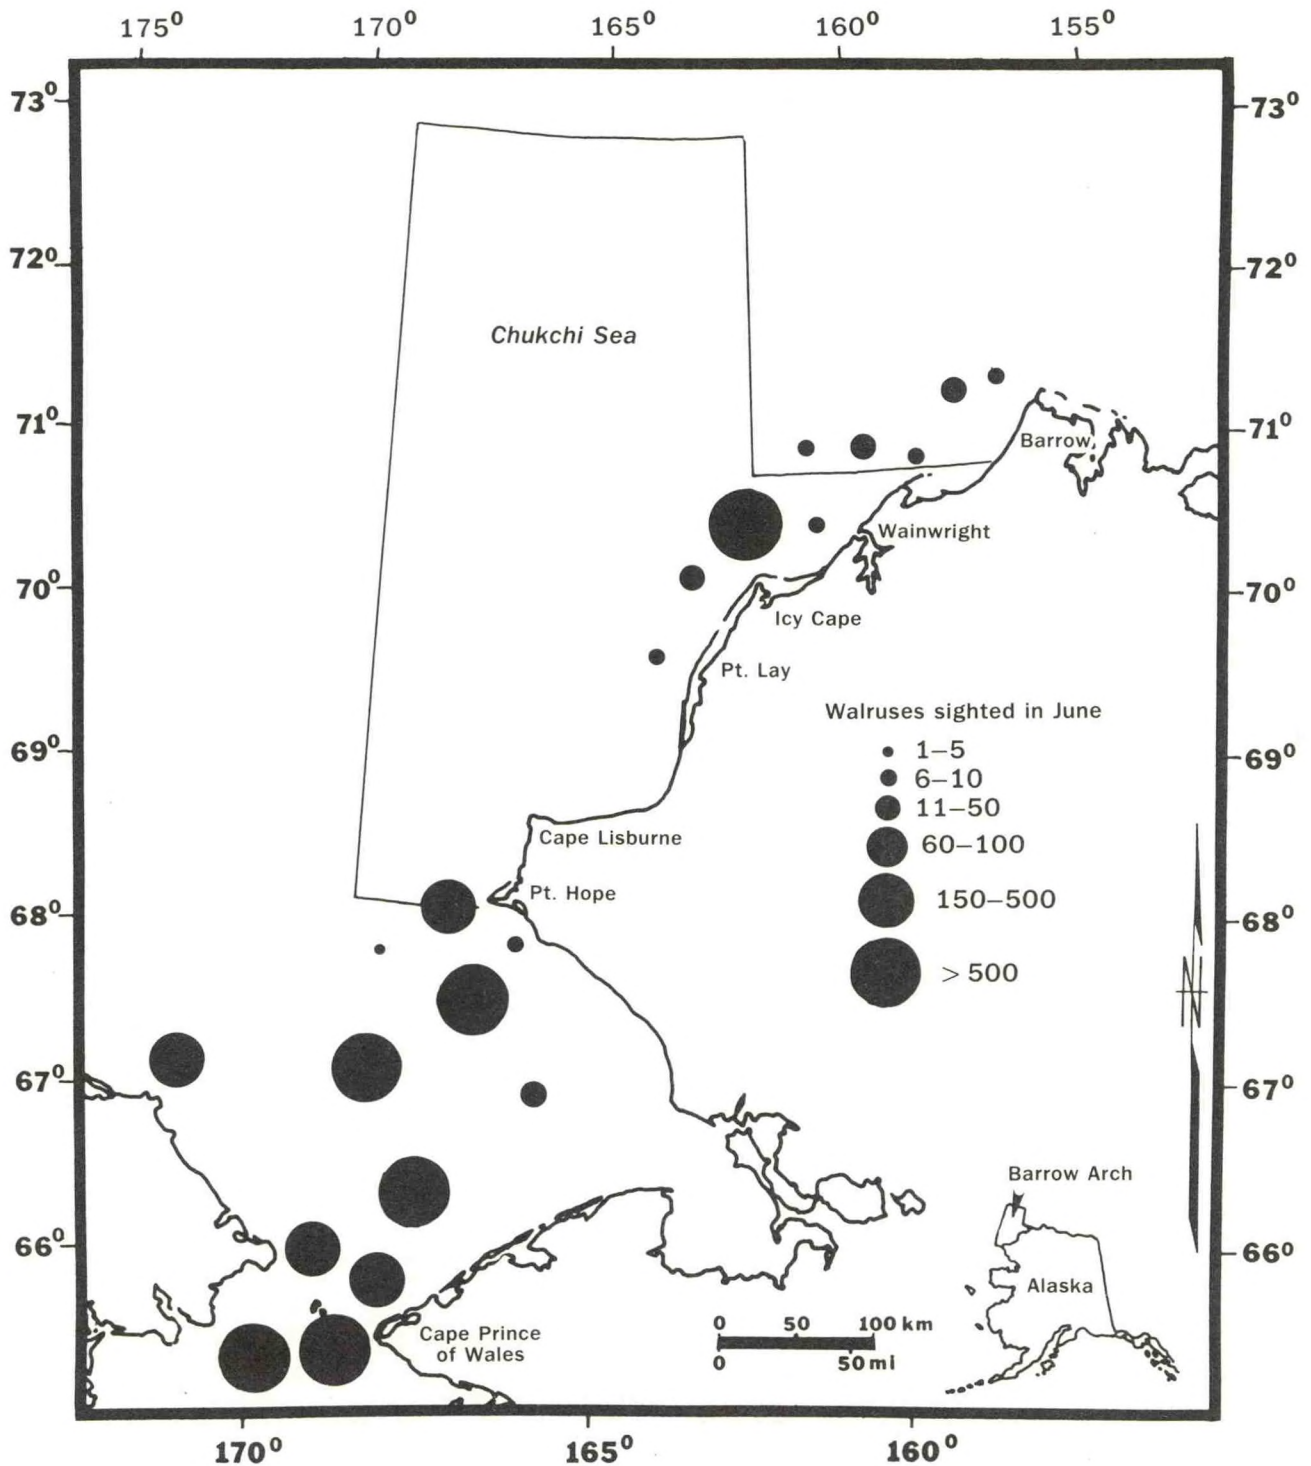 175⁰ 170⁰ 165⁰ 160⁰ 155⁰
73⁰ 73⁰
72⁰ 72⁰
Chukchi Sea
71⁰ 71⁰
Barrow
Wainwright
70⁰ 70⁰
Icy Cape
Pt. Lay
Walruses sighted in June
69⁰ 1–5 69⁰
6–10
11–50
Cape Lisburne 60–100
Pt. Hope 150–500
68⁰ 68⁰
> 500
N
67⁰ 67⁰
Barrow Arch
66⁰ 66⁰
Alaska
0 50 100 km
Cape Prince
of Wales
0 50 mi
170⁰ 165⁰ 160⁰